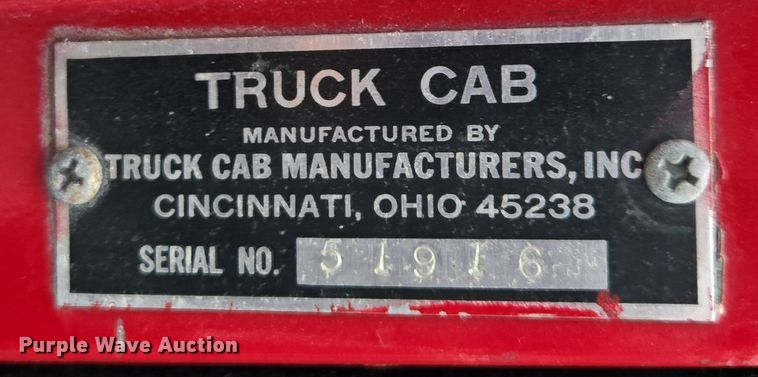 TRUCK CAB
MANUFACTURED BY
TRUCK CAB MANUFACTURERS, INC
CINCINNATI, OHIO 45238
SERIAL NO. 51916
Purple Wave Auction